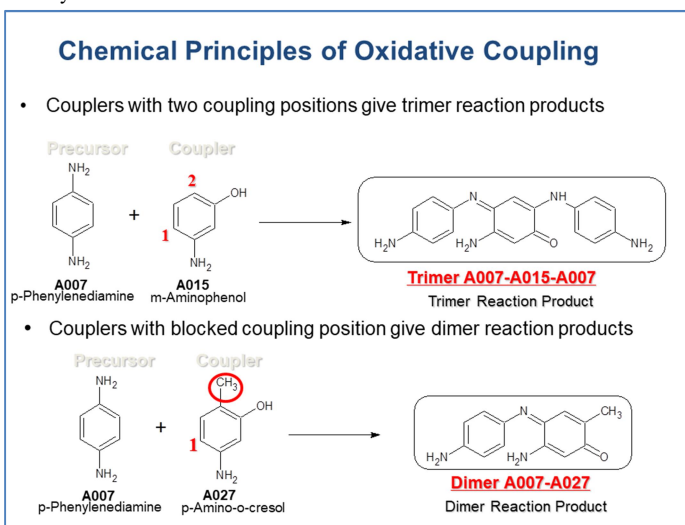 Chemical Principles of Oxidative Coupling
• Couplers with two coupling positions give trimer reaction products
Precursor
Coupler
NH2
2
OH
+
1
NH2
NH2
A007
A015
p-Phenylenediamine
m-Aminophenol
N
NH
H2N
H2N
O
NH2
Trimer A007-A015-A007
Trimer Reaction Product
• Couplers with blocked coupling position give dimer reaction products
Precursor
Coupler
NH2
CH3
OH
+
1
NH2
NH2
A007
A027
p-Phenylenediamine
p-Amino-o-cresol
N
CH3
H2N
H2N
O
Dimer A007-A027
Dimer Reaction Product